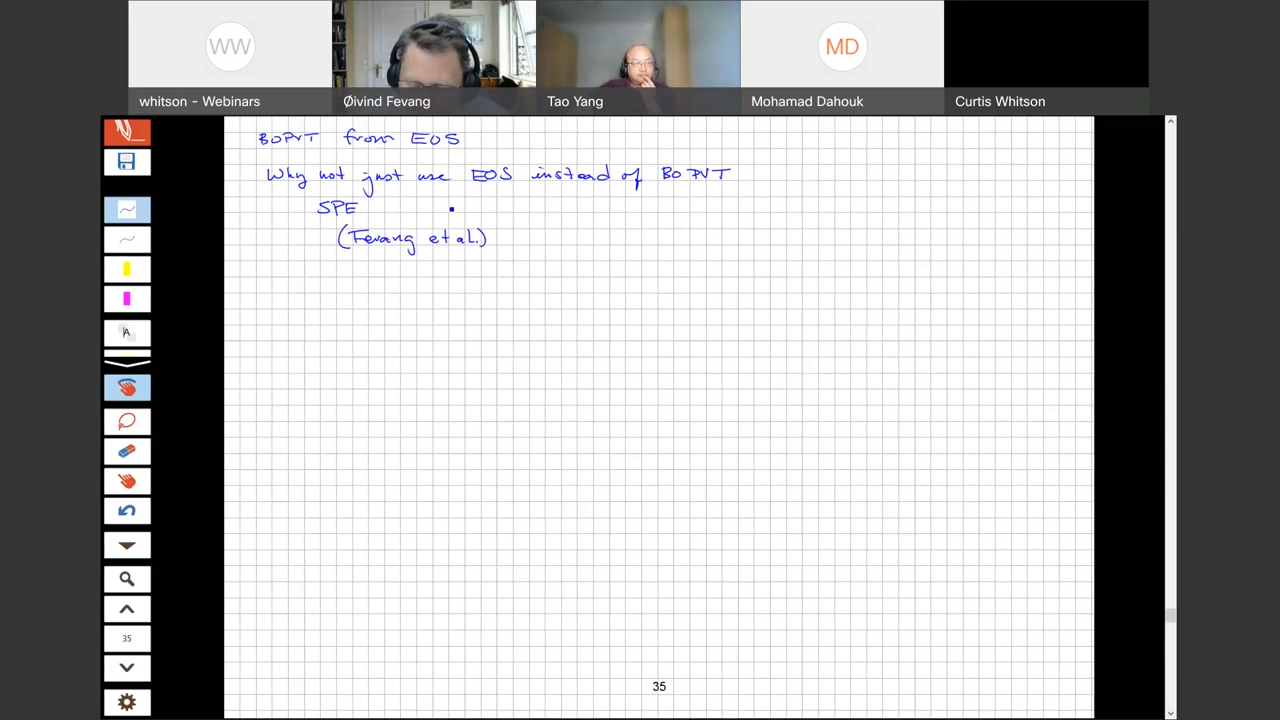 WW
MD
whitson - Webinars
Øivind Fevang
Tao Yang
Mohamad Dahouk
Curtis Whitson
BOPVT from EOS
Why not just use EOS instead of BOPVT
SPE
(Fevang et al.)
A
35
35